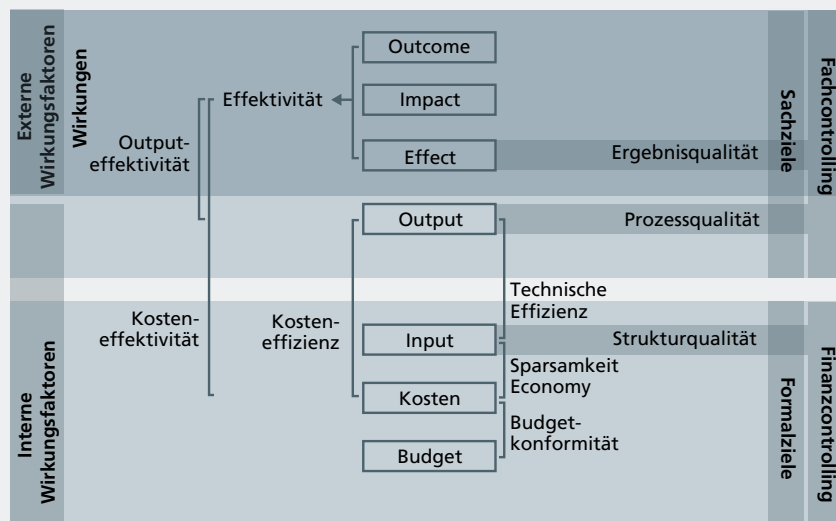 Externe
Wirkungsfaktoren
Wirkungen
Outcome
Effektivität
Impact
Output-
effektivität
Effect
Ergebnisqualität
Sachziele
Fachcontrolling
Output
Prozessqualität
Technische
Effizienz
Kosten-
effektivität
Kosten-
effizienz
Input
Strukturqualität
Sparsamkeit
Economy
Kosten
Budget-
konformität
Budget
Interne
Wirkungsfaktoren
Formalziele
Finanzcontrolling